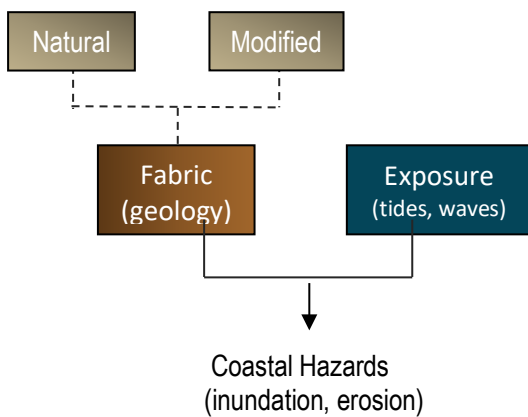 Natural
Modified
Fabric
(geology)
Exposure
(tides, waves)
Coastal Hazards
(inundation, erosion)